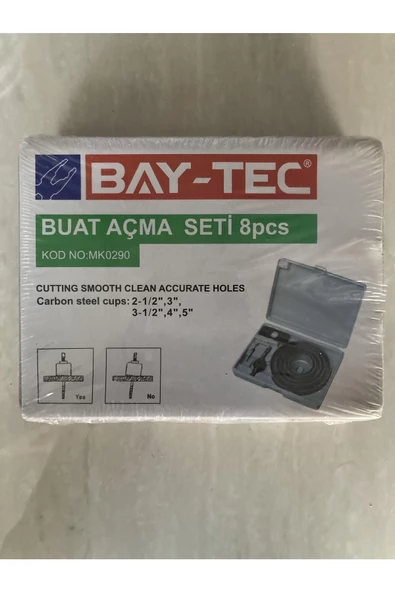 BAY-TEC®
BUAT AÇMA SETİ 8pcs
KOD NO:MK0290
CUTTING SMOOTH CLEAN ACCURATE HOLES
Carbon steel cups: 2-1/2",3",
3-1/2",4",5"
Yes No